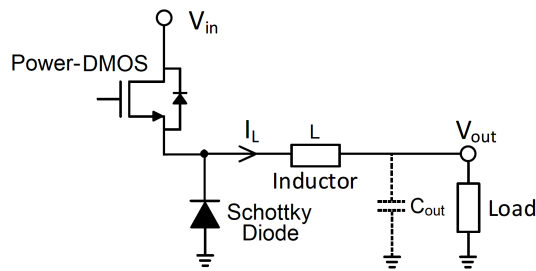 Vin
Power-DMOS
IL
L
Vout
Inductor
Cout
Load
Schottky
Diode